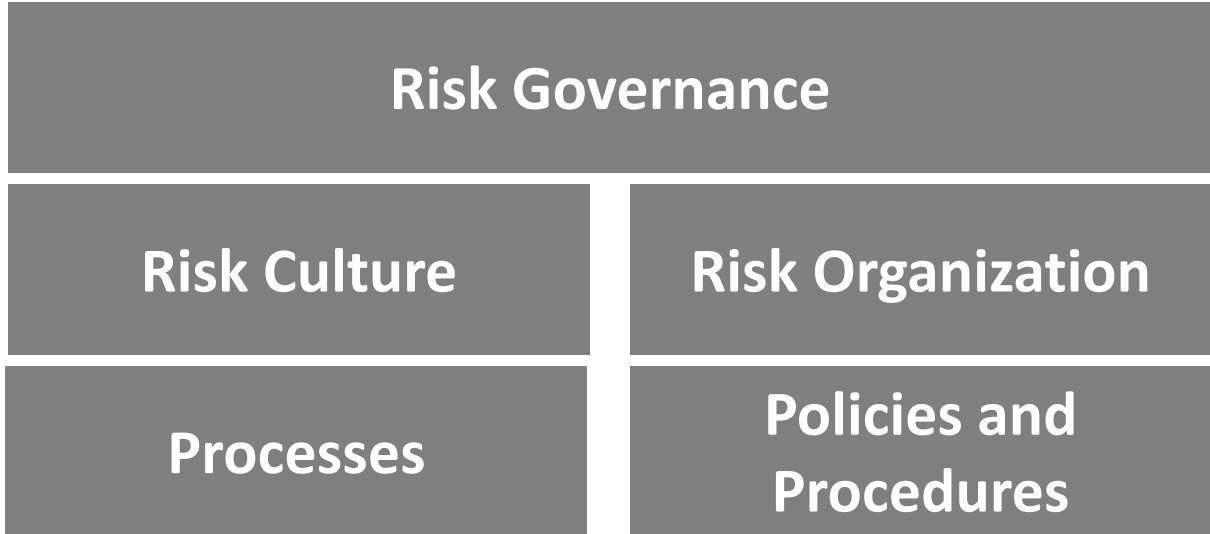 Risk Governance
Risk Culture
Risk Organization
Processes
Policies and
Procedures